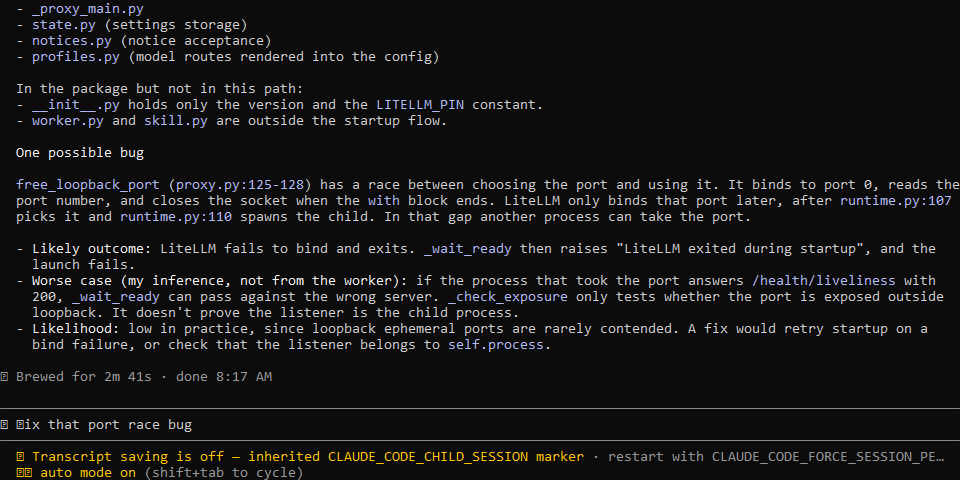 - _proxy_main.py
- state.py (settings storage)
- notices.py (notice acceptance)
- profiles.py (model routes rendered into the config)
In the package but not in this path:
- __init__.py holds only the version and the LITELLM_PIN constant.
- worker.py and skill.py are outside the startup flow.
One possible bug
free_loopback_port (proxy.py:125-128) has a race between choosing the port and using it. It binds to port 0, reads the
port number, and closes the socket when the with block ends. LiteLLM only binds that port later, after runtime.py:107
picks it and runtime.py:110 spawns the child. In that gap another process can take the port.
- Likely outcome: LiteLLM fails to bind and exits. _wait_ready then raises "LiteLLM exited during startup", and the
launch fails.
- Worse case (my inference, not from the worker): if the process that took the port answers /health/liveliness with
200, _wait_ready can pass against the wrong server. _check_exposure only tests whether the port is exposed outside
loopback. It doesn't prove the listener is the child process.
- Likelihood: low in practice, since loopback ephemeral ports are rarely contended. A fix would retry startup on a
bind failure, or check that the listener belongs to self.process.
Brewed for 2m 41s · done 8:17 AM
ix that port race bug
Transcript saving is off — inherited CLAUDE_CODE_CHILD_SESSION marker · restart with CLAUDE_CODE_FORCE_SESSION_PE…
auto mode on (shift+tab to cycle)